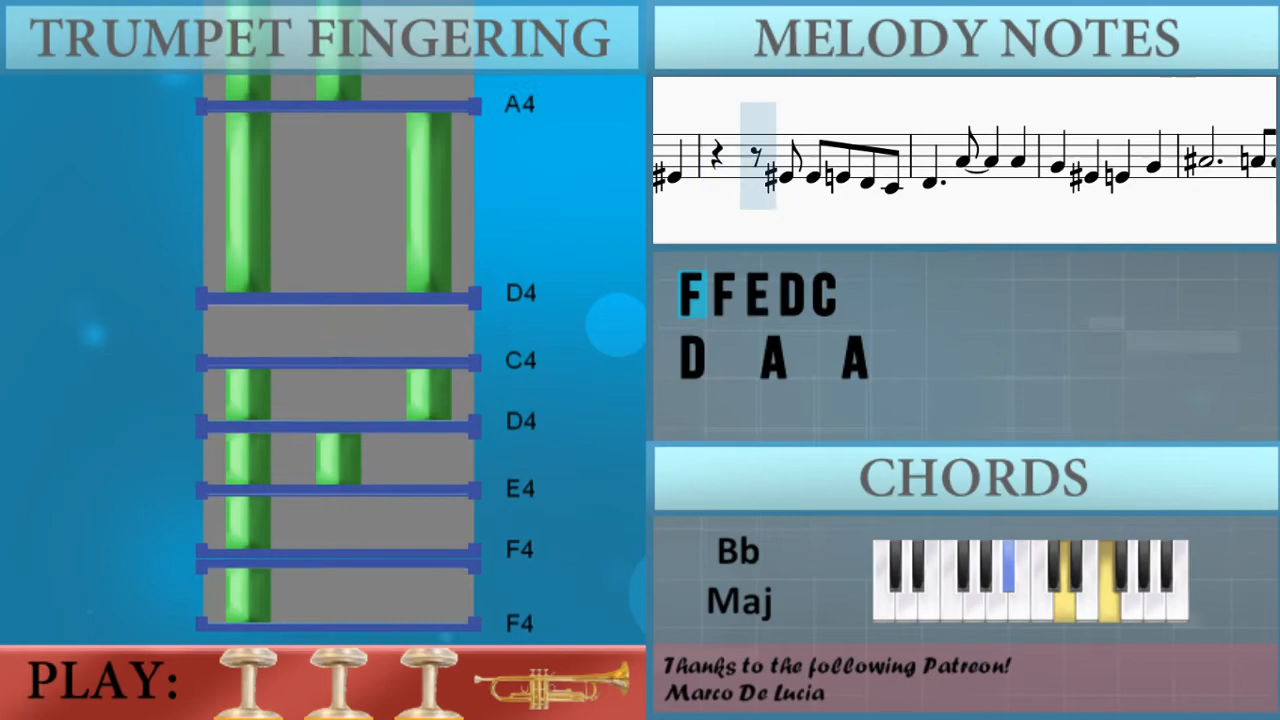 TRUMPET FINGERING
A4
D4
C4
D4
E4
F4
F4
PLAY:
MELODY NOTES
F F E D C
D A A
CHORDS
Bb
Maj
Thanks to the following Patreon!
Marco De Lucia